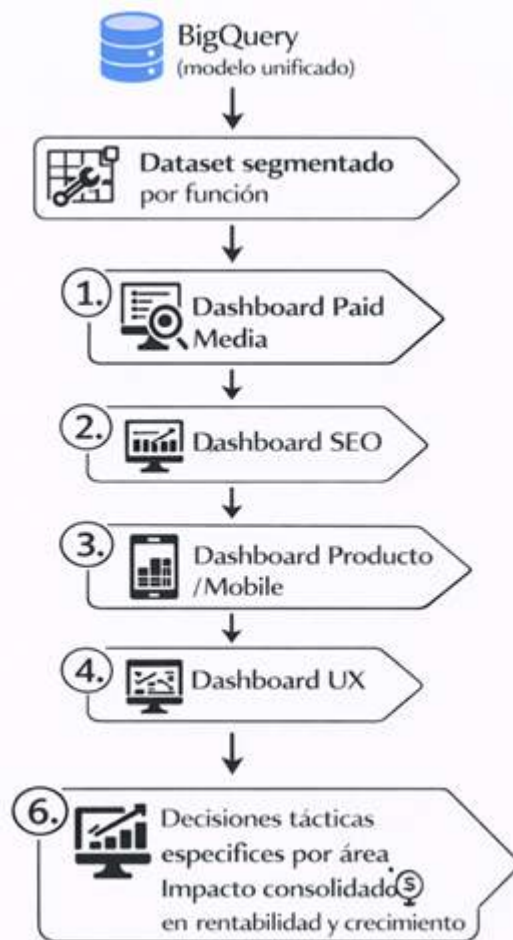 BigQuery
(modelo unificado)
Dataset segmentado
por función
1.
Dashboard Paid
Media
2.
Dashboard SEO
3.
Dashboard Producto
/Mobile
4.
Dashboard UX
6.
Decisiones tácticas
especifices por área
Impacto consolidado
$
en rentabilidad y crecimiento